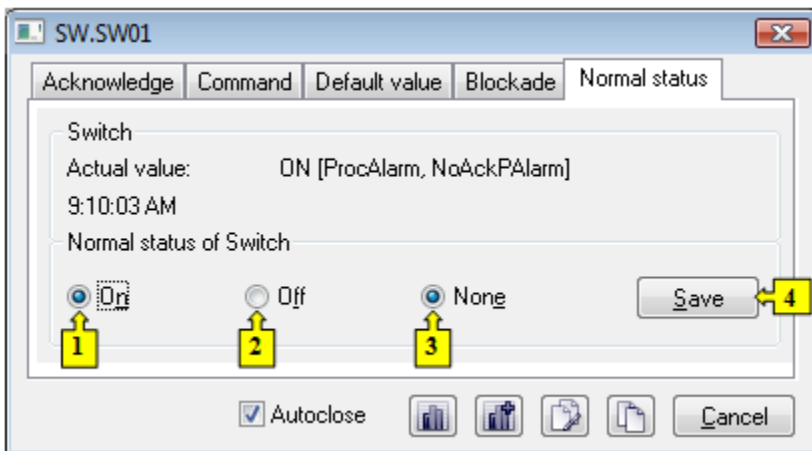 SW.SW01
Acknowledge Command Default value Blockade Normal status
Switch
Actual value: ON [ProcAlarm, NoAckPAlarm]
9:10:03 AM
Normal status of Switch
On Off None Save 4
1 2 3
Autoclose Cancel